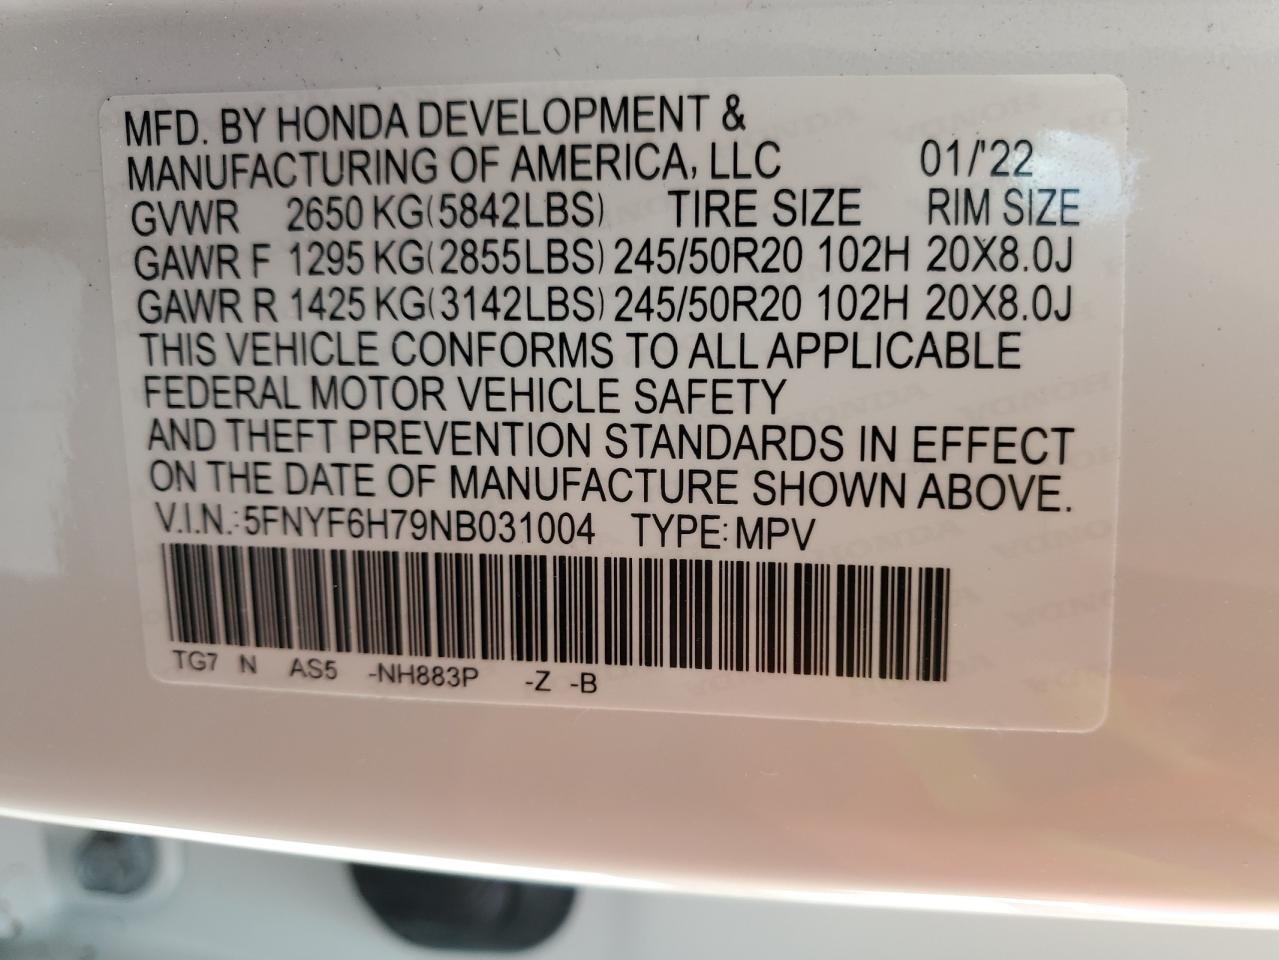 MFD. BY HONDA DEVELOPMENT &
MANUFACTURING OF AMERICA, LLC 01/'22
GVWR 2650 KG(5842LBS) TIRE SIZE RIM SIZE
GAWR F 1295 KG(2855LBS) 245/50R20 102H 20X8.0J
GAWR R 1425 KG(3142LBS) 245/50R20 102H 20X8.0J
THIS VEHICLE CONFORMS TO ALL APPLICABLE
FEDERAL MOTOR VEHICLE SAFETY
AND THEFT PREVENTION STANDARDS IN EFFECT
ON THE DATE OF MANUFACTURE SHOWN ABOVE.
V.I.N.: 5FNYF6H79NB031004 TYPE: MPV
TG7 N AS5 -NH883P -Z -B